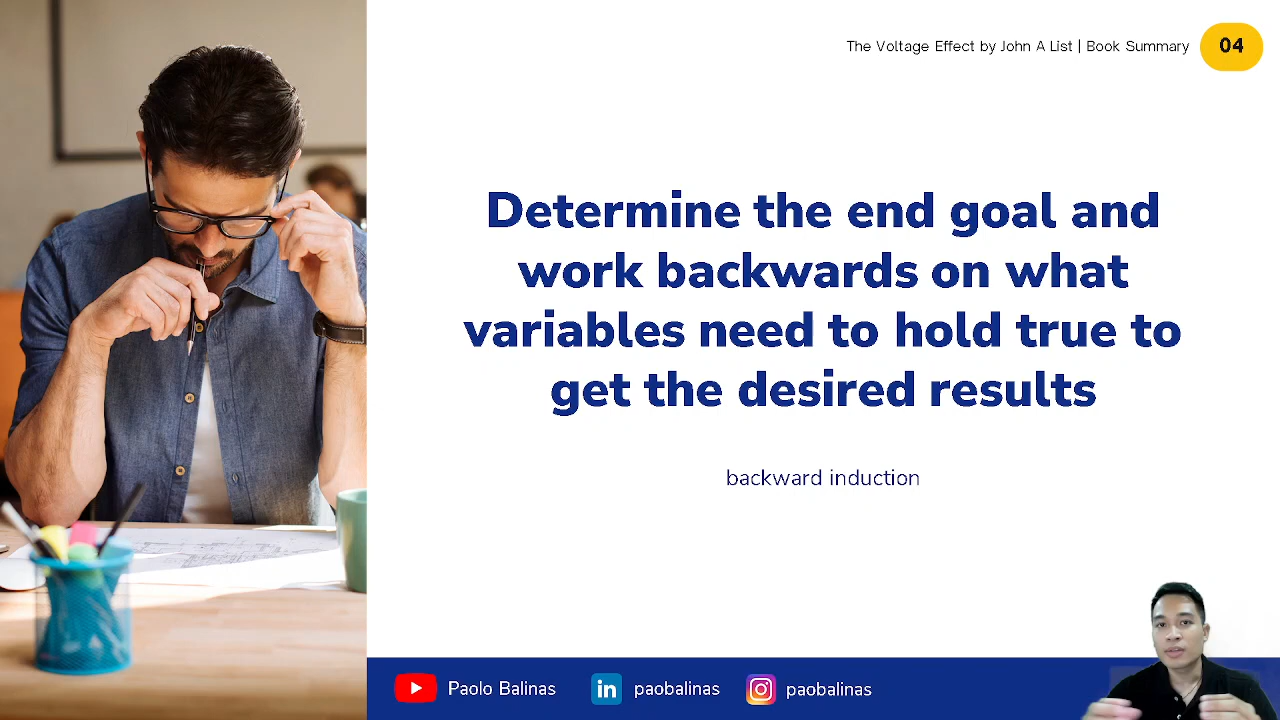 The Voltage Effect by John A List | Book Summary
04
Determine the end goal and
work backwards on what
variables need to hold true to
get the desired results
backward induction
in
Paolo Balinas
paobalinas
paobalinas